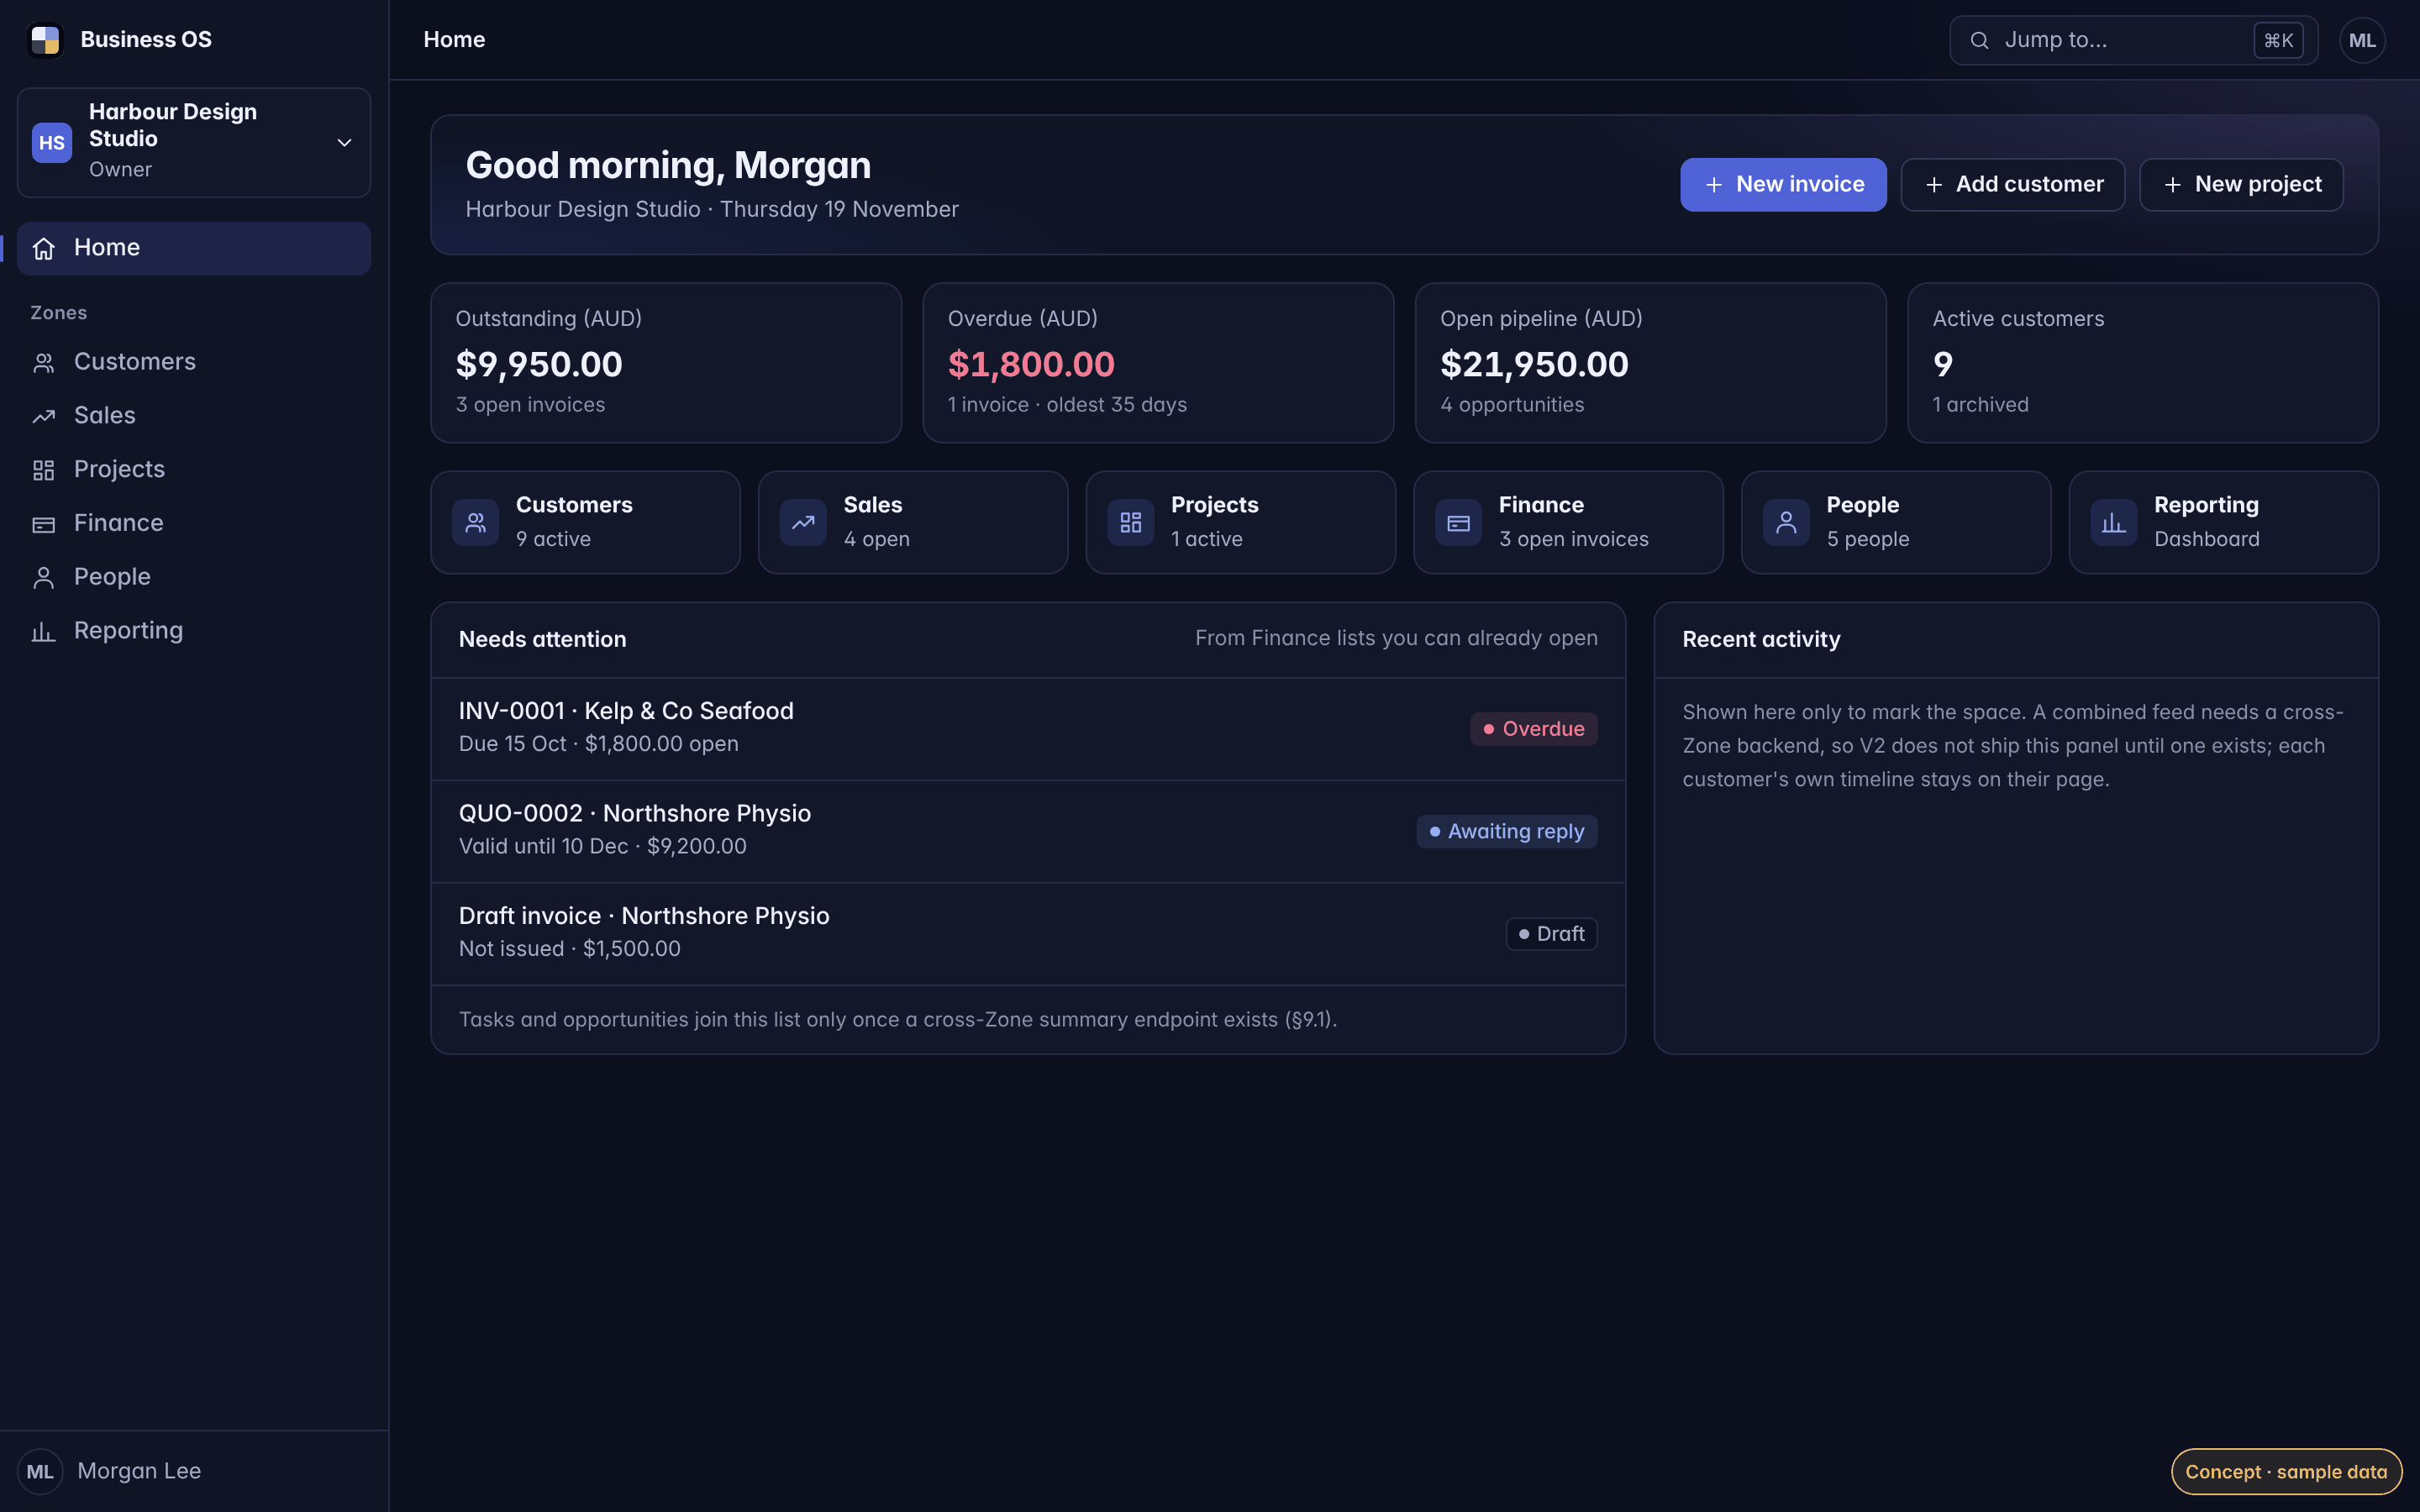 Business OS
Home
Jump to...
⌘K
ML
HS
Harbour Design
Studio
Owner
Home
Zones
Customers
Sales
Projects
Finance
People
Reporting
Good morning, Morgan
Harbour Design Studio · Thursday 19 November
New invoice
Add customer
New project
Outstanding (AUD)
$9,950.00
3 open invoices
Overdue (AUD)
$1,800.00
1 invoice · oldest 35 days
Open pipeline (AUD)
$21,950.00
4 opportunities
Active customers
9
1 archived
Customers
9 active
Sales
4 open
Projects
1 active
Finance
3 open invoices
People
5 people
Reporting
Dashboard
Needs attention
From Finance lists you can already open
INV-0001 · Kelp & Co Seafood
Due 15 Oct · $1,800.00 open
Overdue
QUO-0002 · Northshore Physio
Valid until 10 Dec · $9,200.00
Awaiting reply
Draft invoice · Northshore Physio
Not issued · $1,500.00
Draft
Tasks and opportunities join this list only once a cross-Zone summary endpoint exists (§9.1).
Recent activity
Shown here only to mark the space. A combined feed needs a cross-
Zone backend, so V2 does not ship this panel until one exists; each
customer's own timeline stays on their page.
ML
Morgan Lee
Concept · sample data